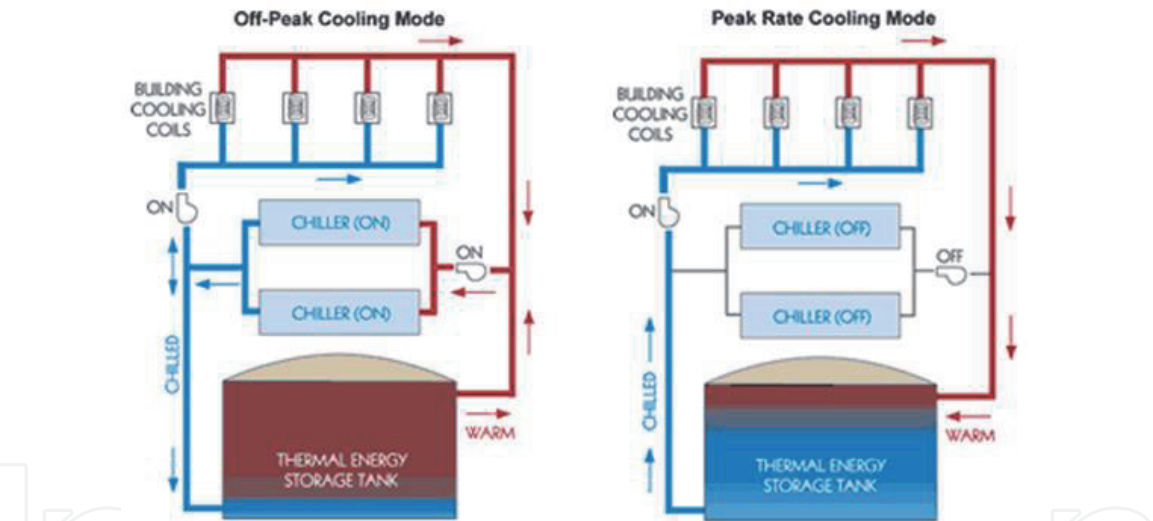 Off-Peak Cooling Mode
BUILDING
COOLING
COILS
ON
CHILLER (ON)
ON
CHILLER (ON)
CHILLED
WARM
THERMAL ENERGY
STORAGE TANK
Peak Rate Cooling Mode
BUILDING
COOLING
COILS
ON
CHILLER (OFF)
OFF
CHILLER (OFF)
CHILLED
WARM
THERMAL ENERGY
STORAGE TANK